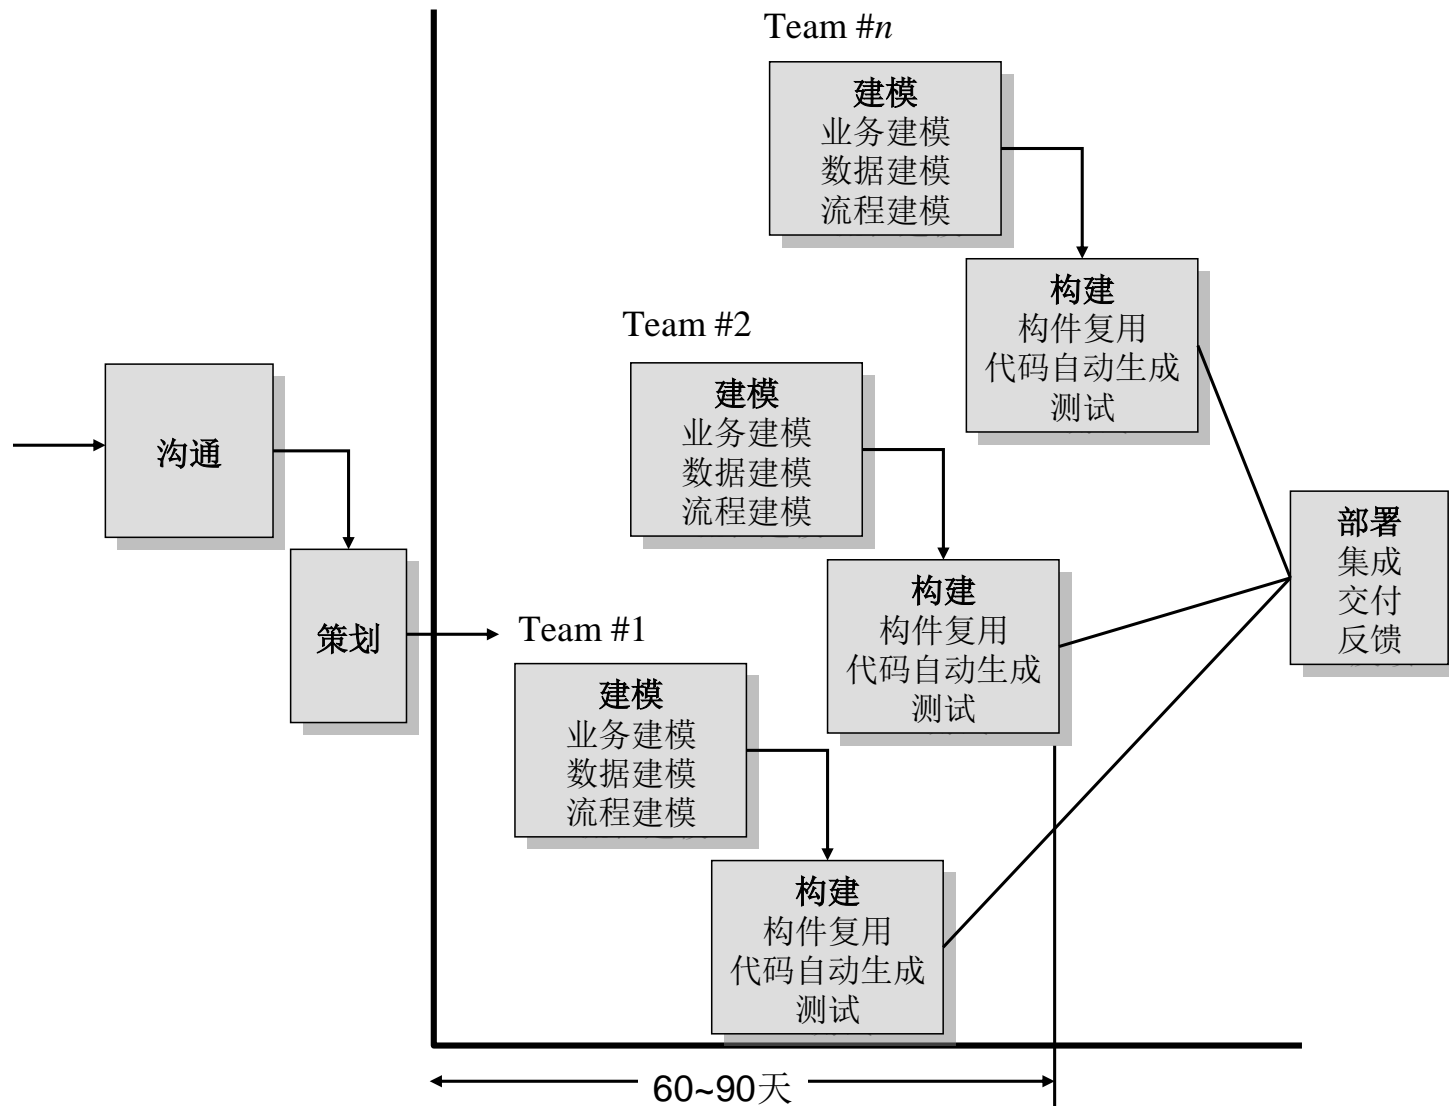 沟通
策划
Team #n
建模
业务建模
数据建模
流程建模
构建
构件复用
代码自动生成
测试
Team #2
建模
业务建模
数据建模
流程建模
构建
构件复用
代码自动生成
测试
Team #1
建模
业务建模
数据建模
流程建模
构建
构件复用
代码自动生成
测试
部署
集成
交付
反馈
60~90天